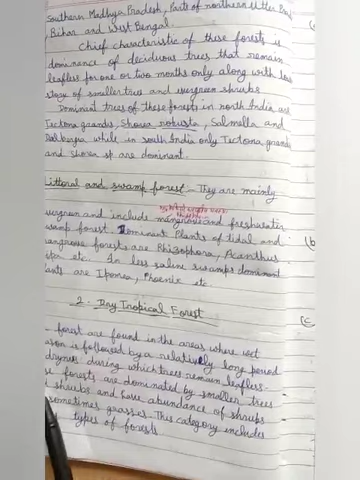 Southern Madhya Pradesh, Parts of northern Utter
Bihar and West Bengal.
Chief characteristic of these forests is
dominance of deciduous trees that remain
leafless for one or two months only along with
storey of smaller trees and evergreen shrubs
Dominant trees of these forests in north India are
Tectona grandis, Shorea robusta, Salmella and
Dalbergia while in south India only Tectona grandis
and shorea sp are dominant.
Littoral and swamp forest - They are mainly
evergreen and include mangroves and freshwater
swamp forest. Dominant Plants of tidal and
mangrove forests are Rhizophora, Acanthus
Nipa etc. In less saline swamps dominant
plants are Ipomea, Phoenix etc.
(b
2. Dry Tropical Forest
(c
forest are found in the areas where wet
season is followed by a relatively long period
dryness during which trees remain leafless.
forests are dominated by smaller trees
shrubs and have abundance of shrubs
sometimes grasses. This category includes
types of forests